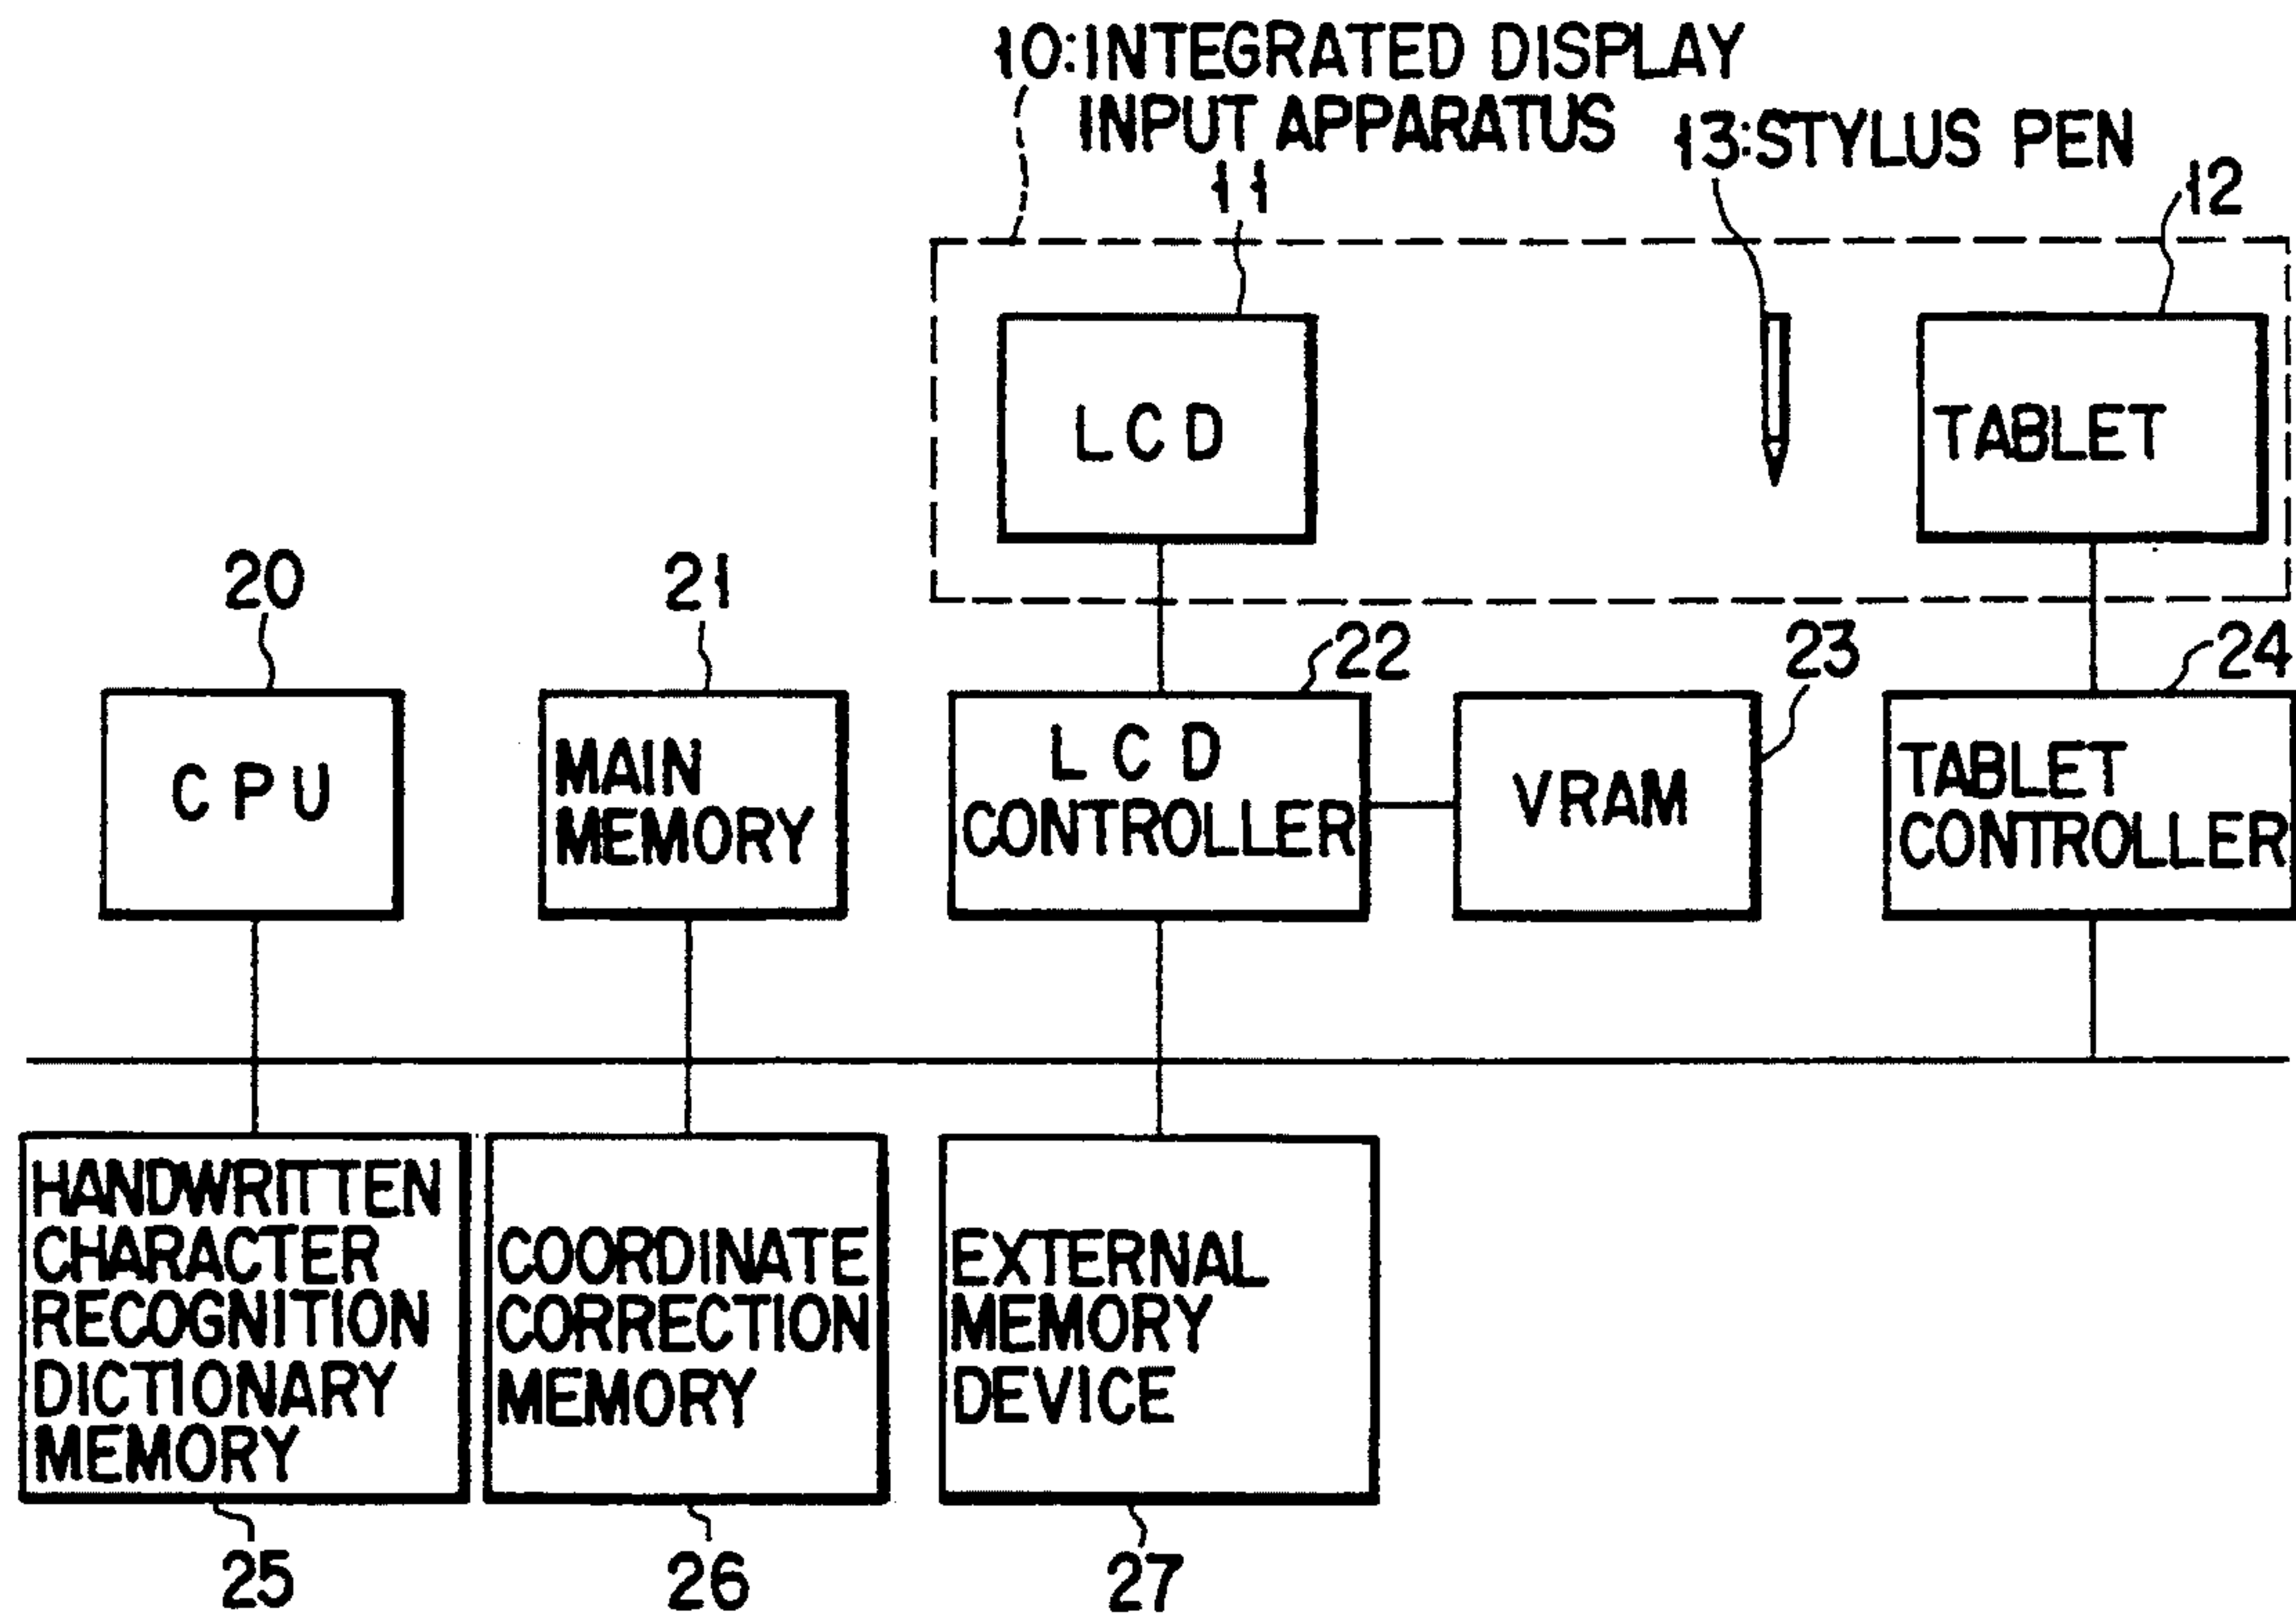 10:INTEGRATED DISPLAY
INPUT APPARATUS
13:STYLUS PEN
11
12
LCD
TABLET
20
21
22
23
24
CPU
MAIN
MEMORY
LCD
CONTROLLER
VRAM
TABLET
CONTROLLER
HANDWRITTEN
CHARACTER
RECOGNITION
DICTIONARY
MEMORY
COORDINATE
CORRECTION
MEMORY
EXTERNAL
MEMORY
DEVICE
25
26
27